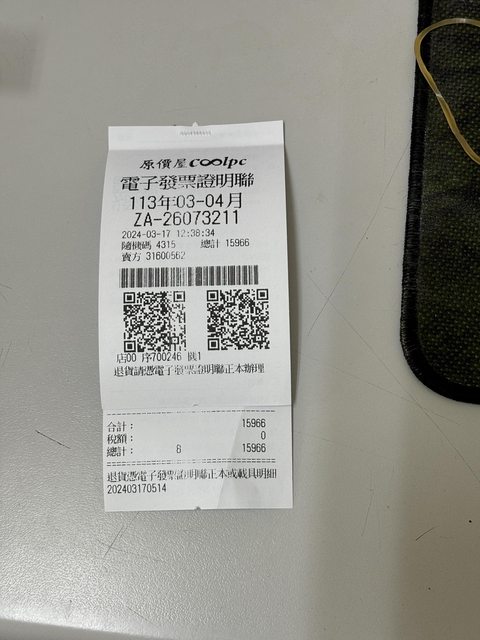 原價屋coolpc
電子發票證明聯
113年03-04月
ZA-26073211
2024-03-17 12:38:34
隨機碼 4315 總計 15966
賣方 31600562
店00 序700246 機1
退貨請憑電子發票證明聯正本辦理
合計： 15966
稅額： 0
總計： 6 15966
退貨憑電子發票證明聯正本或載具明細
202403170514